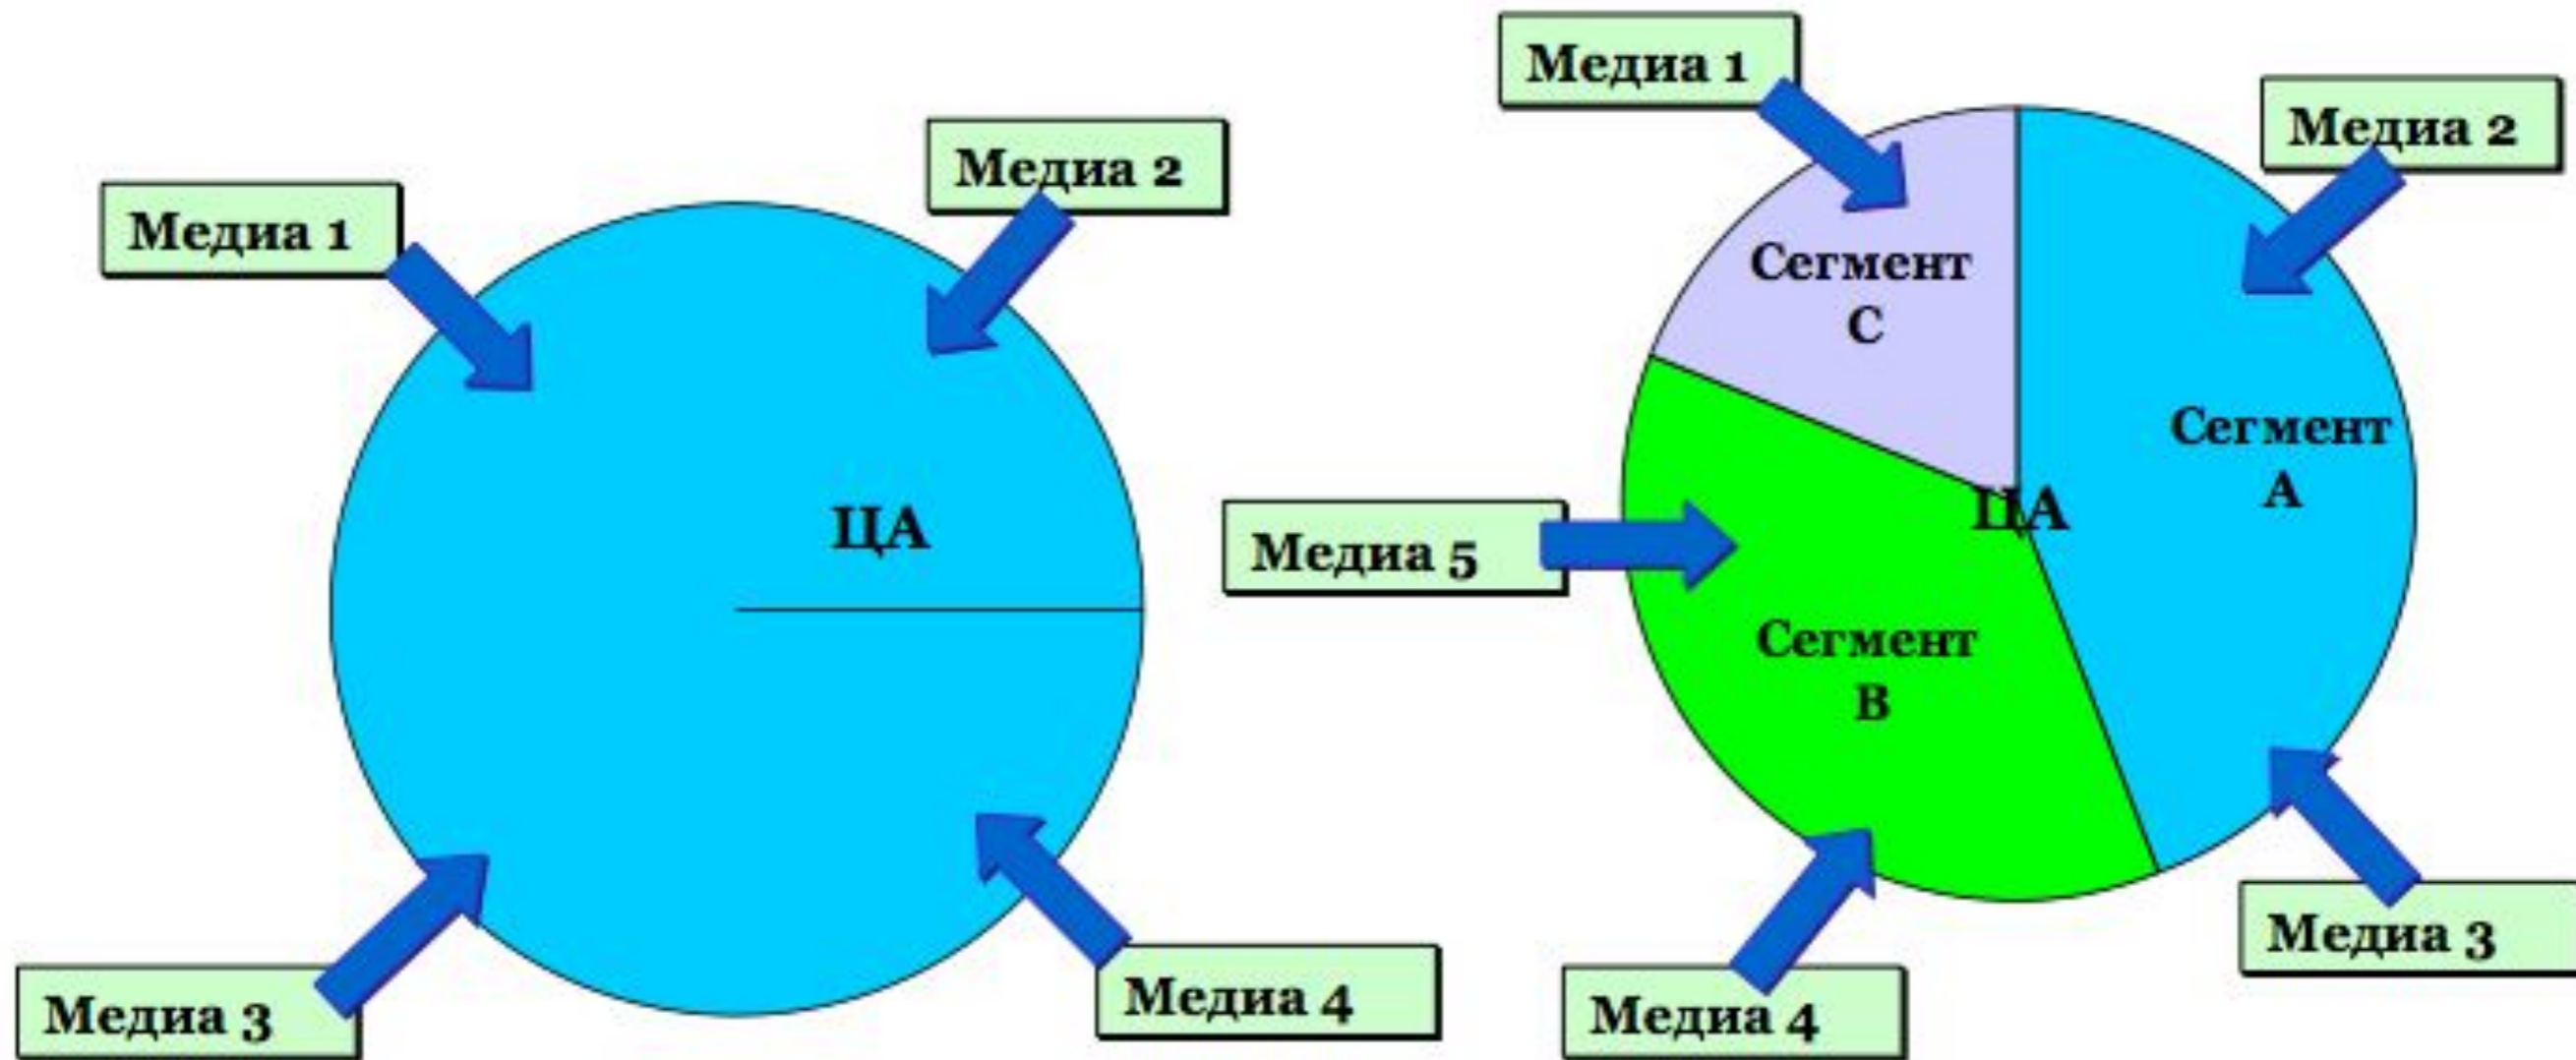 Медиа 1
Медиа 2
ЦА
Медиа 3
Медиа 4
Медиа 1
Медиа 2
Сегмент
С
Сегмент
А
ЦА
Медиа 5
Сегмент
В
Медиа 3
Медиа 4